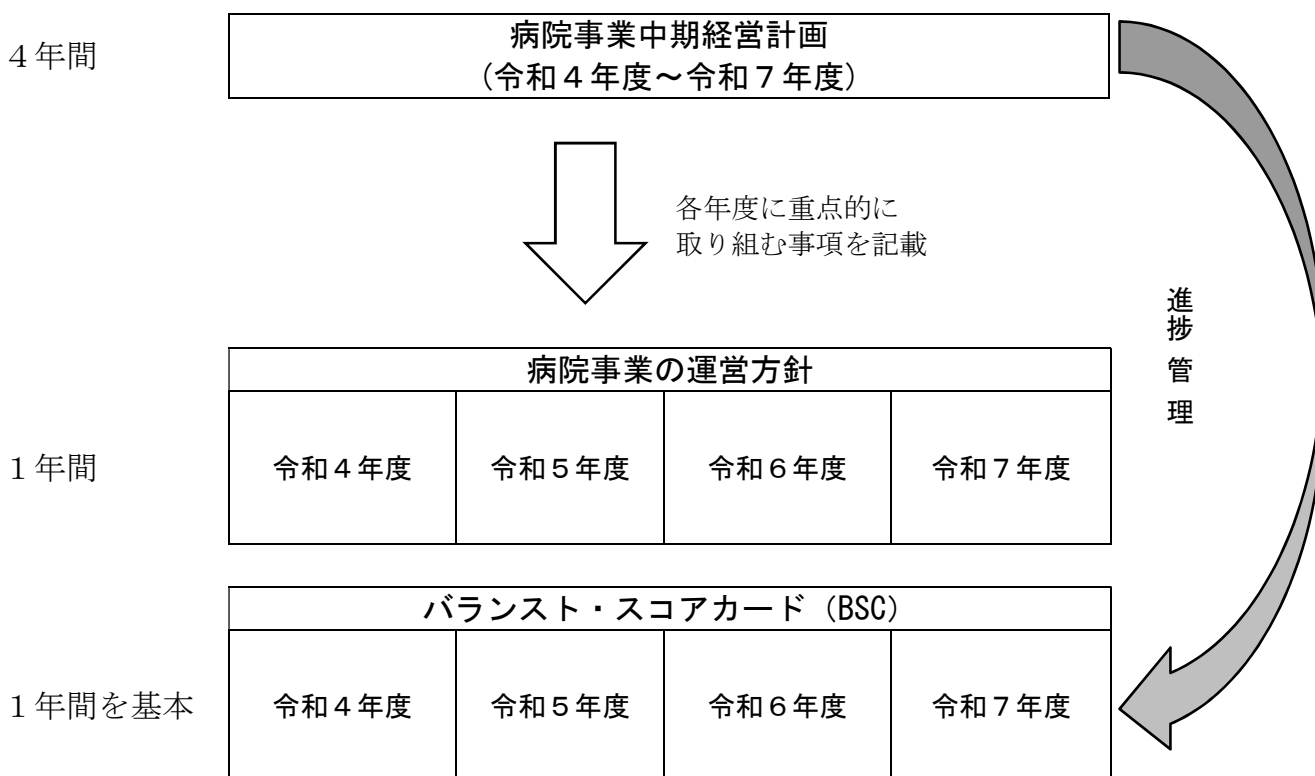 4年間
病院事業中期経営計画
(令和4年度～令和7年度)
各年度に重点的に
取り組む事項を記載
進捗管理
病院事業の運営方針
1年間
令和4年度
令和5年度
令和6年度
令和7年度
バランスト・スコアカード (BSC)
1年間を基本
令和4年度
令和5年度
令和6年度
令和7年度